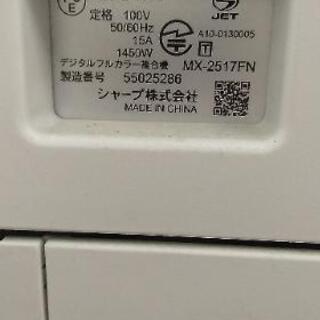 PS
E
JET
定格 100V
50/60Hz
15A
1450W
A10-0130005
T
デジタルフルカラー複合機 MX-2517FN
製造番号 55025286
シャープ株式会社
MADE IN CHINA